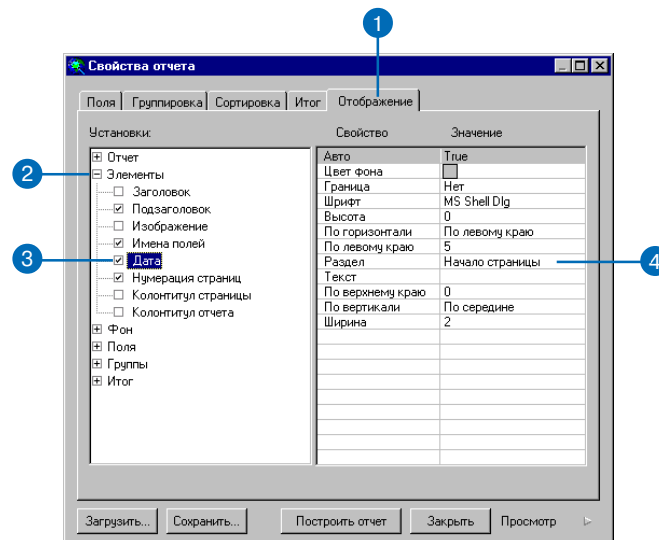 1
Свойства отчета
Поля Группировка Сортировка Итог Отображение
Установки: Свойство Значение
2
3
4
Отчет
Элементы
Заголовок
Подзаголовок
Изображение
Имена полей
Дата
Нумерация страниц
Колонтитул страницы
Колонтитул отчета
Фон
Поля
Группы
Итог
Авто True
Цвет фона
Граница Нет
Шрифт MS Shell Dlg
Высота 0
По горизонтали По левому краю
По левому краю 5
Раздел Начало страницы
Текст
По верхнему краю 0
По вертикали По середине
Ширина 2
Загрузить... Сохранить... Построить отчет Закрыть Просмотр